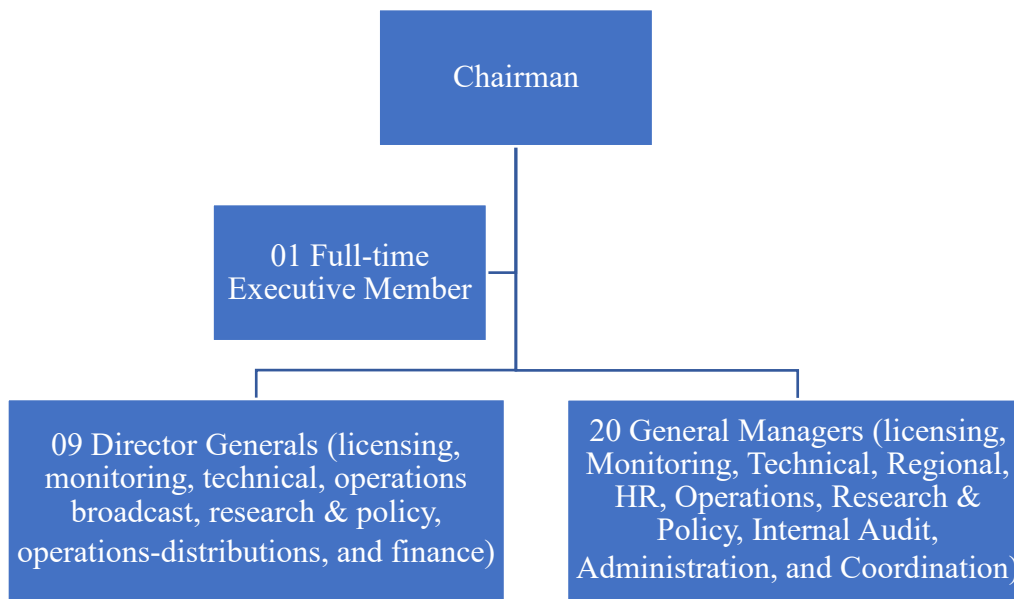 Chairman
01 Full-time
Executive Member
09 Director Generals (licensing,
monitoring, technical, operations
broadcast, research & policy,
operations-distributions, and finance)
20 General Managers (licensing,
Monitoring, Technical, Regional,
HR, Operations, Research &
Policy, Internal Audit,
Administration, and Coordination)